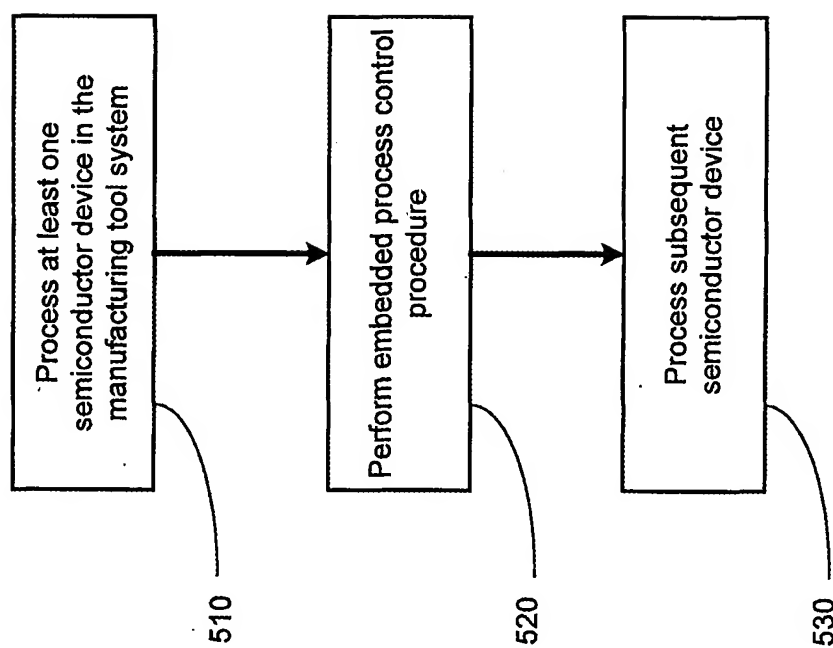 Process at least one
semiconductor device in the
manufacturing tool system
510
Perform embedded process control
procedure
520
Process subsequent
semiconductor device
530